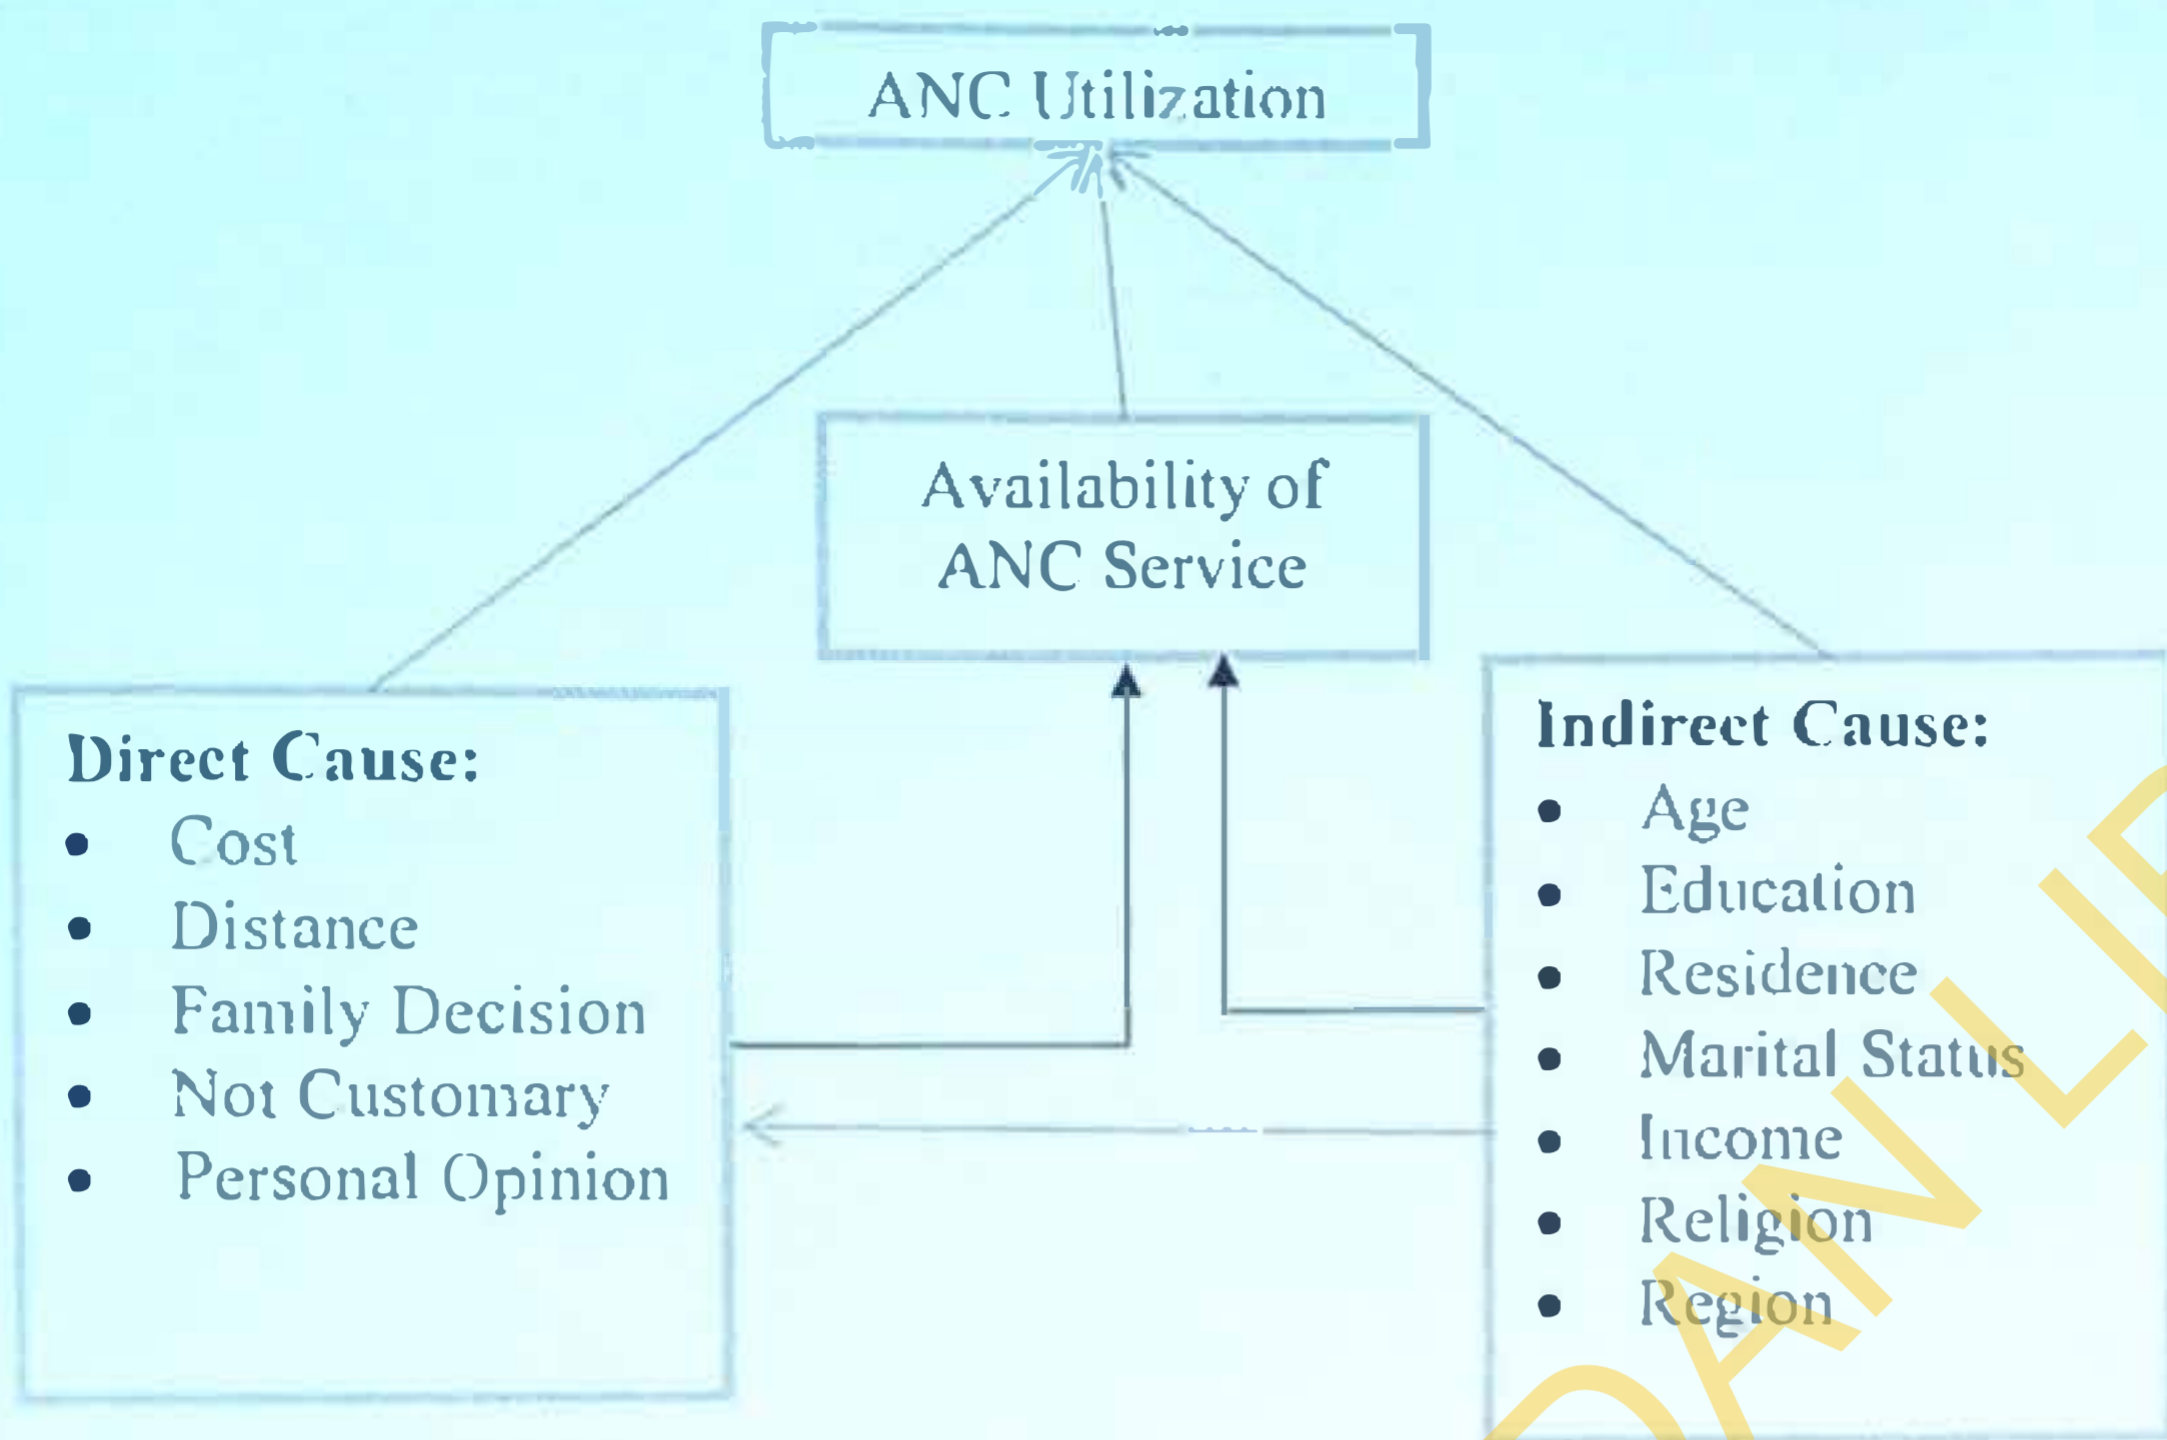 ANC Utilization
Availability of
ANC Service
Direct Cause:
• Cost
• Distance
• Family Decision
• Not Customary
• Personal Opinion
Indirect Cause:
• Age
• Education
• Residence
• Marital Status
• Income
• Religion
• Region
DAN